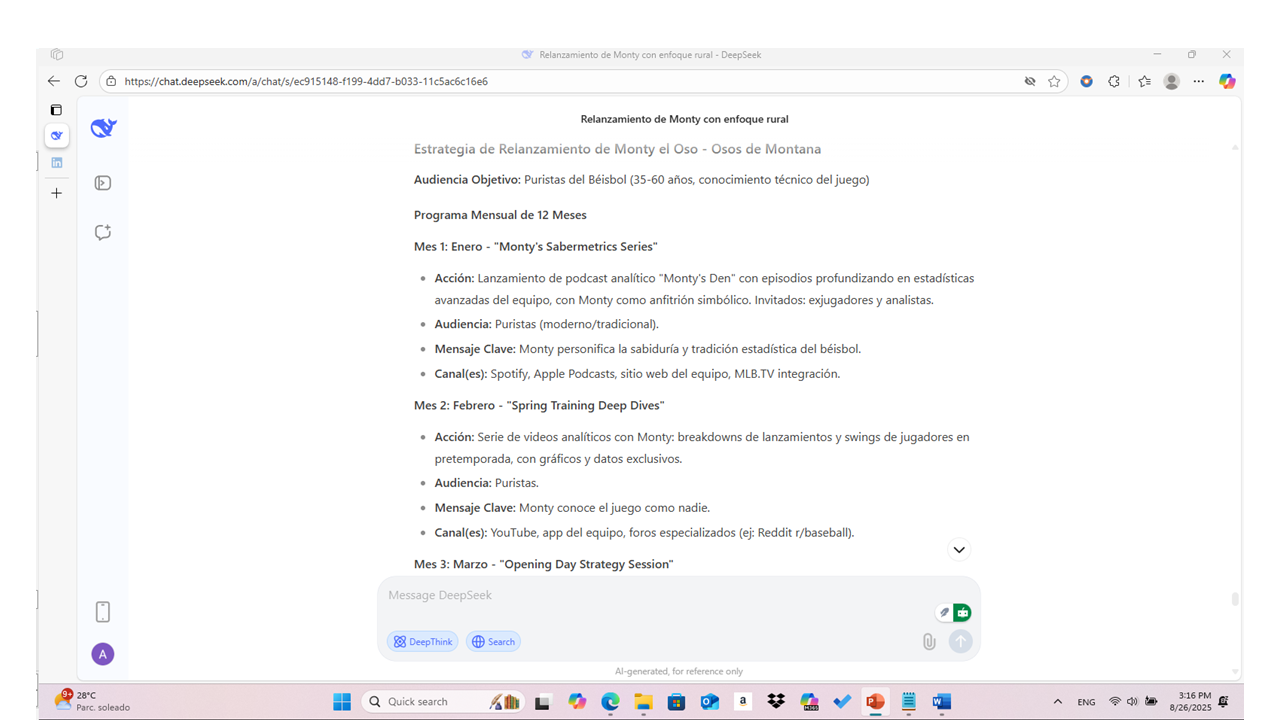 Relanzamiento de Monty con enfoque rural - DeepSeek
https://chat.deepseek.com/a/chat/s/ec915148-f199-4dd7-b033-11c5ac6c16e6
Relanzamiento de Monty con enfoque rural
Estrategia de Relanzamiento de Monty el Oso - Osos de Montana
Audiencia Objetivo: Puristas del Béisbol (35-60 años, conocimiento técnico del juego)
Programa Mensual de 12 Meses
Mes 1: Enero - "Monty's Sabermetrics Series"
• Acción: Lanzamiento de podcast analítico "Monty's Den" con episodios profundizando en estadísticas
avanzadas del equipo, con Monty como anfitrión simbólico. Invitados: exjugadores y analistas.
• Audiencia: Puristas (moderno/tradicional).
• Mensaje Clave: Monty personifica la sabiduría y tradición estadística del béisbol.
• Canal(es): Spotify, Apple Podcasts, sitio web del equipo, MLB.TV integración.
Mes 2: Febrero - "Spring Training Deep Dives"
• Acción: Serie de videos analíticos con Monty: breakdowns de lanzamientos y swings de jugadores en
pretemporada, con gráficos y datos exclusivos.
• Audiencia: Puristas.
• Mensaje Clave: Monty conoce el juego como nadie.
• Canal(es): YouTube, app del equipo, foros especializados (ej: Reddit r/baseball).
Mes 3: Marzo - "Opening Day Strategy Session"
Message DeepSeek
DeepThink
Search
A
AI-generated, for reference only
9+
28°C
Parc. soleado
Quick search
a
M365
ENG
3:16 PM
8/26/2025